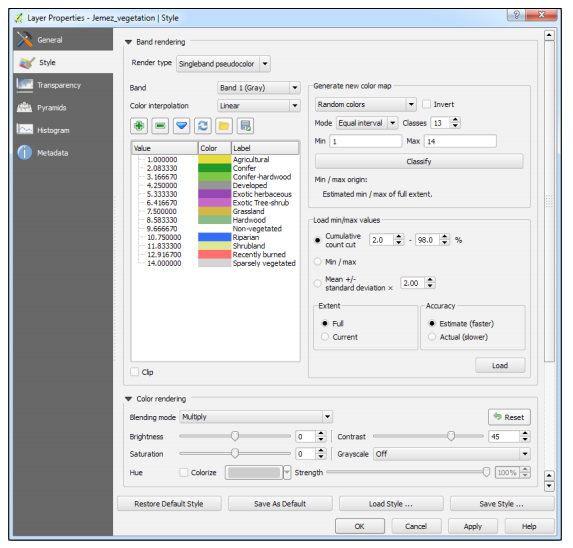 Layer Properties - Jemez_vegetation | Style
General
Style
Transparency
Pyramids
Histogram
Metadata
Band rendering
Render type Singleband pseudocolor
Band Band 1 (Gray)
Color interpolation Linear
Value Color Label
1.000000 Agricultural
2.083330 Conifer
3.166670 Conifer-hardwood
4.250000 Developed
5.333330 Exotic herbaceous
6.416670 Exotic Tree-shrub
7.500000 Grassland
8.583330 Hardwood
9.666670 Non-vegetated
10.750000 Riparian
11.833300 Shrubland
12.916700 Recently burned
14.000000 Sparsely vegetated
Clip
Generate new color map
Random colors Invert
Mode Equal interval Classes 13
Min 1 Max 14
Classify
Min / max origin:
Estimated min / max of full extent.
Load min/max values
Cumulative
count cut 2.0 - 98.0 %
Min / max
Mean +/-
standard deviation × 2.00
Extent Accuracy
Full Estimate (faster)
Current Actual (slower)
Load
Color rendering
Blending mode Multiply Reset
Brightness 0 Contrast 45
Saturation 0 Grayscale Off
Hue Colorize Strength 100%
Restore Default Style Save As Default Load Style ... Save Style ...
OK Cancel Apply Help